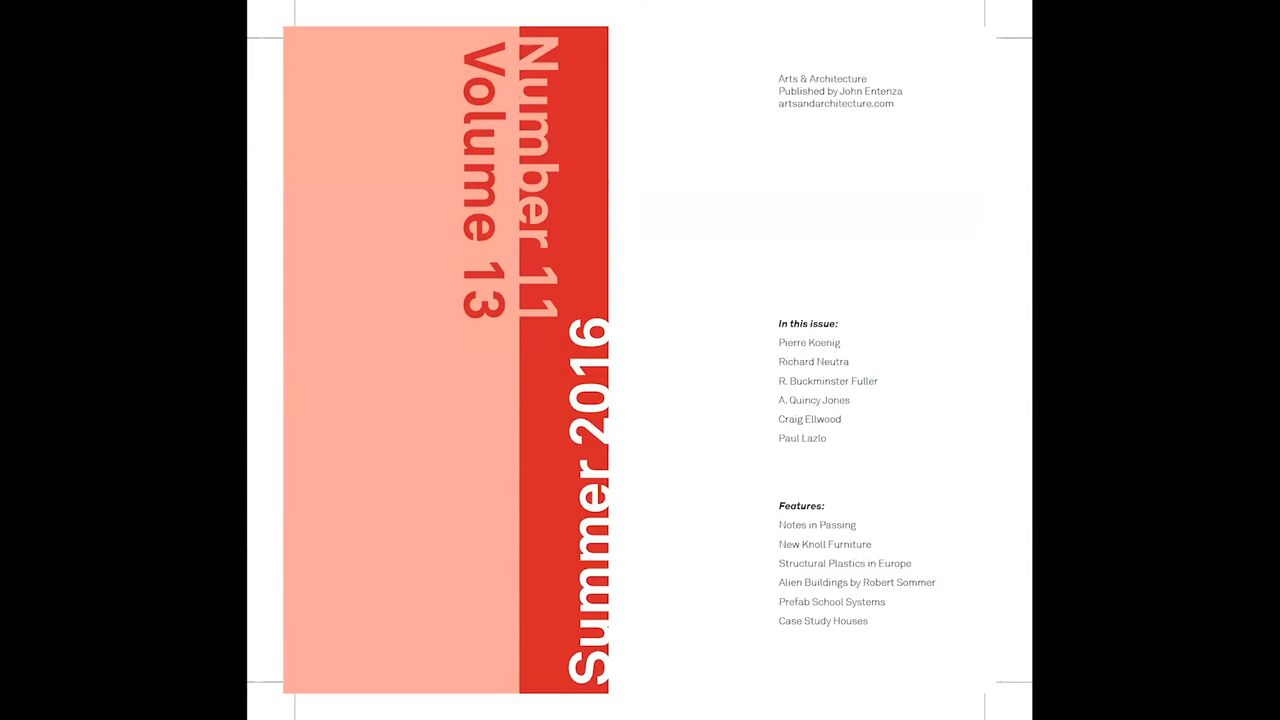 Number 11
Volume 13
Summer 2016
Arts & Architecture
Published by John Entenza
artsandarchitecture.com
In this issue:
Pierre Koenig
Richard Neutra
R. Buckminster Fuller
A. Quincy Jones
Craig Ellwood
Paul Lazlo
Features:
Notes in Passing
New Knoll Furniture
Structural Plastics in Europe
Alien Buildings by Robert Sommer
Prefab School Systems
Case Study Houses